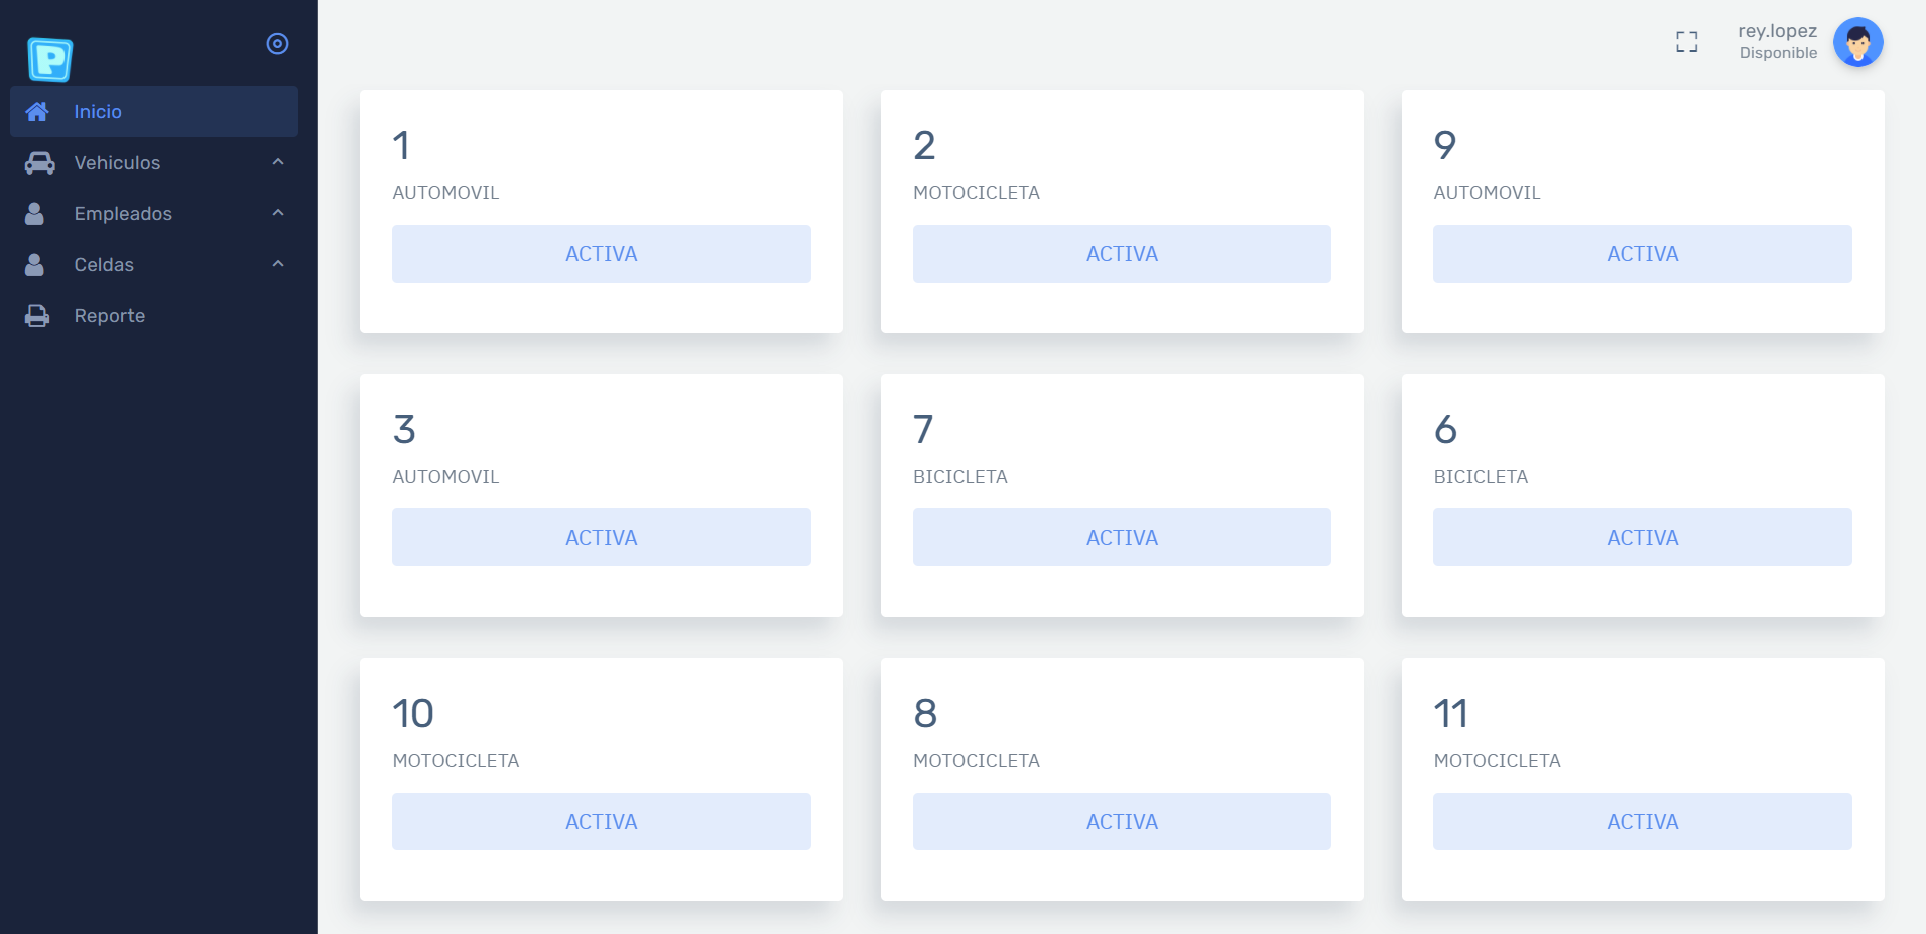 P
Inicio
Vehiculos
Empleados
Celdas
Reporte
rey.lopez
Disponible
1
AUTOMOVIL
ACTIVA
2
MOTOCICLETA
ACTIVA
9
AUTOMOVIL
ACTIVA
3
AUTOMOVIL
ACTIVA
7
BICICLETA
ACTIVA
6
BICICLETA
ACTIVA
10
MOTOCICLETA
ACTIVA
8
MOTOCICLETA
ACTIVA
11
MOTOCICLETA
ACTIVA